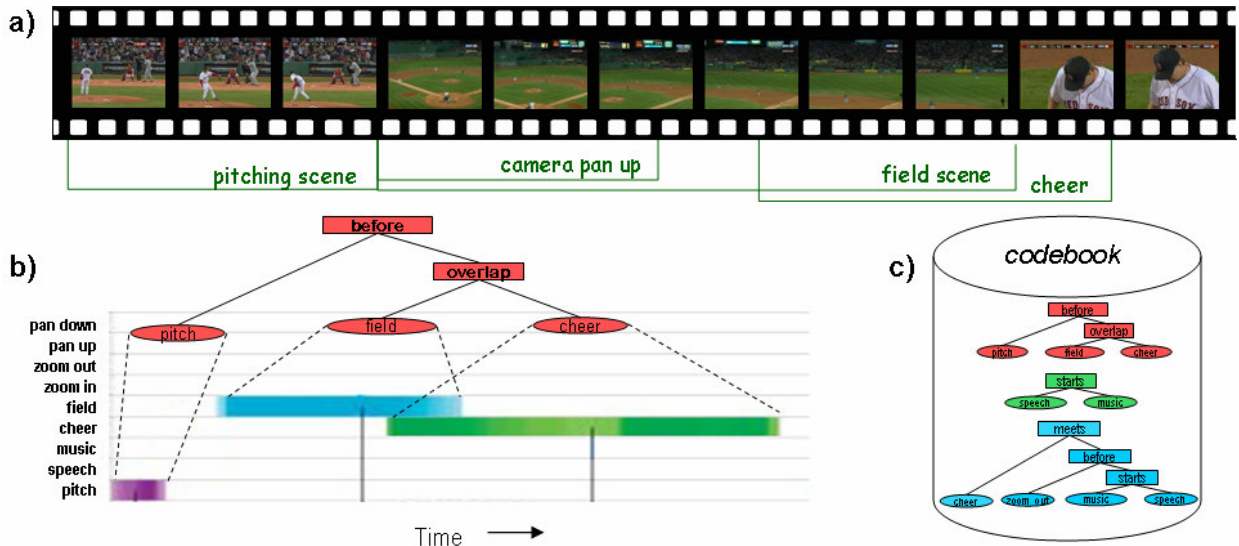 a)
pitching scene
camera pan up
field scene
cheer
b)
before
overlap
pitch
field
cheer
pan down
pan up
zoom out
zoom in
field
cheer
music
speech
pitch
Time
c)
codebook
before
overlap
pitch field cheer
starts
speech music
meets
before
starts
cheer zoom_out music speech